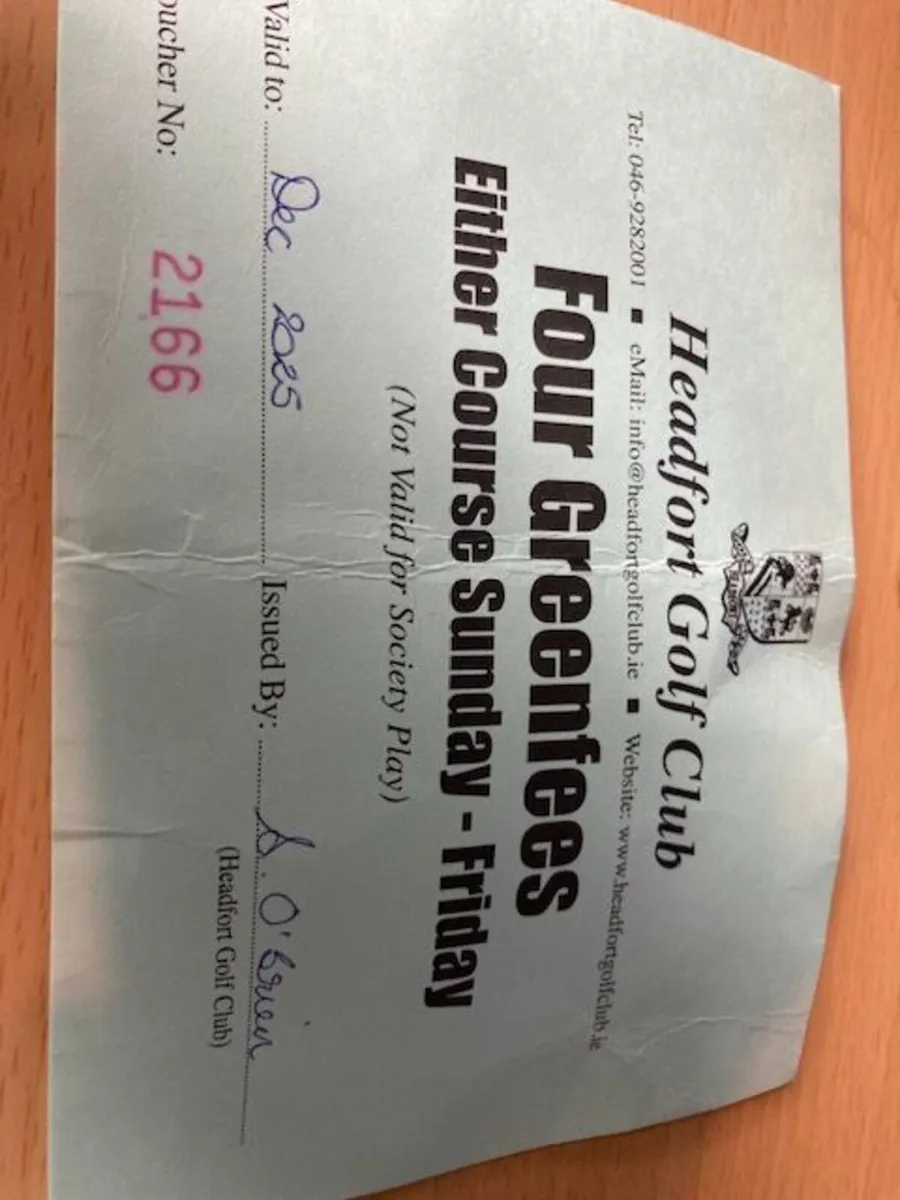 Headfort Golf Club
Tel: 046-9282001 ■ eMail: info@headfortgolfclub.ie ■ Website: www.headfortgolfclub.ie
Four Greenfees
Either Course Sunday - Friday
(Not Valid for Society Play)
Valid to: Dec 2025 Issued By: S. O'Brien
(Headfort Golf Club)
oucher No: 2166